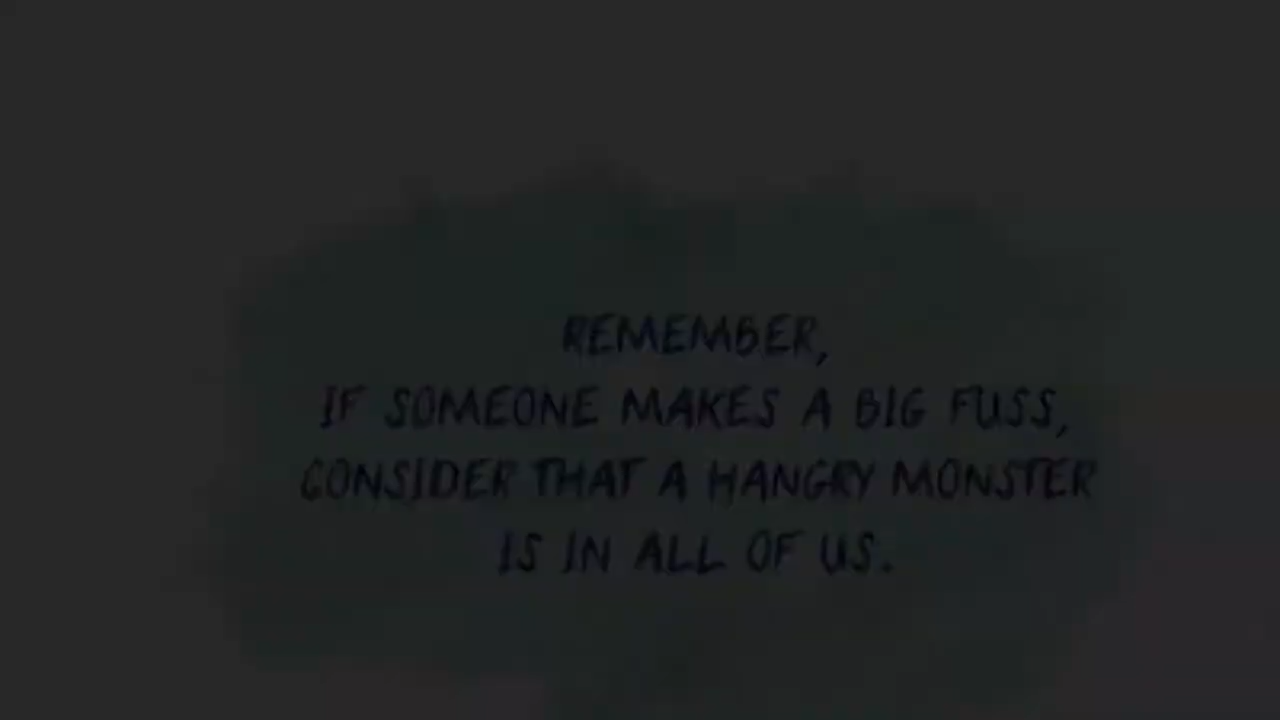 REMEMBER,
IF SOMEONE MAKES A BIG FUSS,
CONSIDER THAT A HANGRY MONSTER
IS IN ALL OF US.